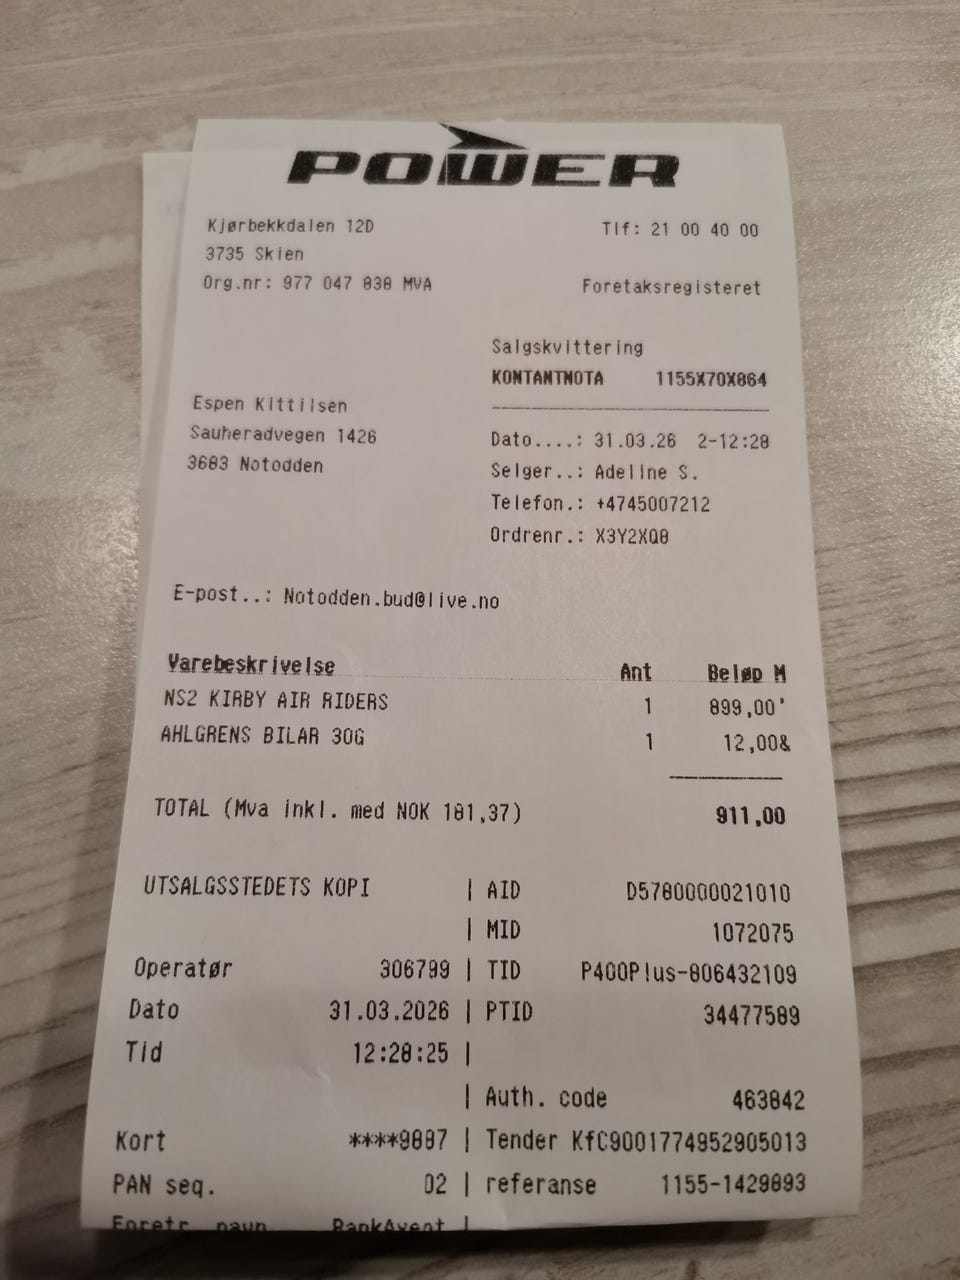 POWER
Kjørbekkdalen 12D Tlf: 21 00 40 00
3735 Skien
Org.nr: 977 047 838 MVA Foretaksregisteret
Salgskvittering
KONTANTNOTA 1155X70X864
Espen Kittilsen
Sauheradvegen 1426
3683 Notodden
Dato....: 31.03.26 2-12:28
Selger..: Adeline S.
Telefon.: +4745007212
Ordrenr.: X3Y2XQ8
E-post..: Notodden.bud@live.no
Varebeskrivelse Ant Beløp M
NS2 KIRBY AIR RIDERS 1 899,00'
AHLGRENS BILAR 30G 1 12,00&
TOTAL (Mva inkl. med NOK 181,37) 911,00
UTSALGSSTEDETS KOPI | AID D5780000021010
| MID 1072075
Operatør 306799 | TID P400Plus-806432109
Dato 31.03.2026 | PTID 34477589
Tid 12:28:25 |
| Auth. code 463842
Kort ****9887 | Tender KfC9001774952905013
PAN seq. 02 | referanse 1155-1429893
Foretr. navn BankAxept |